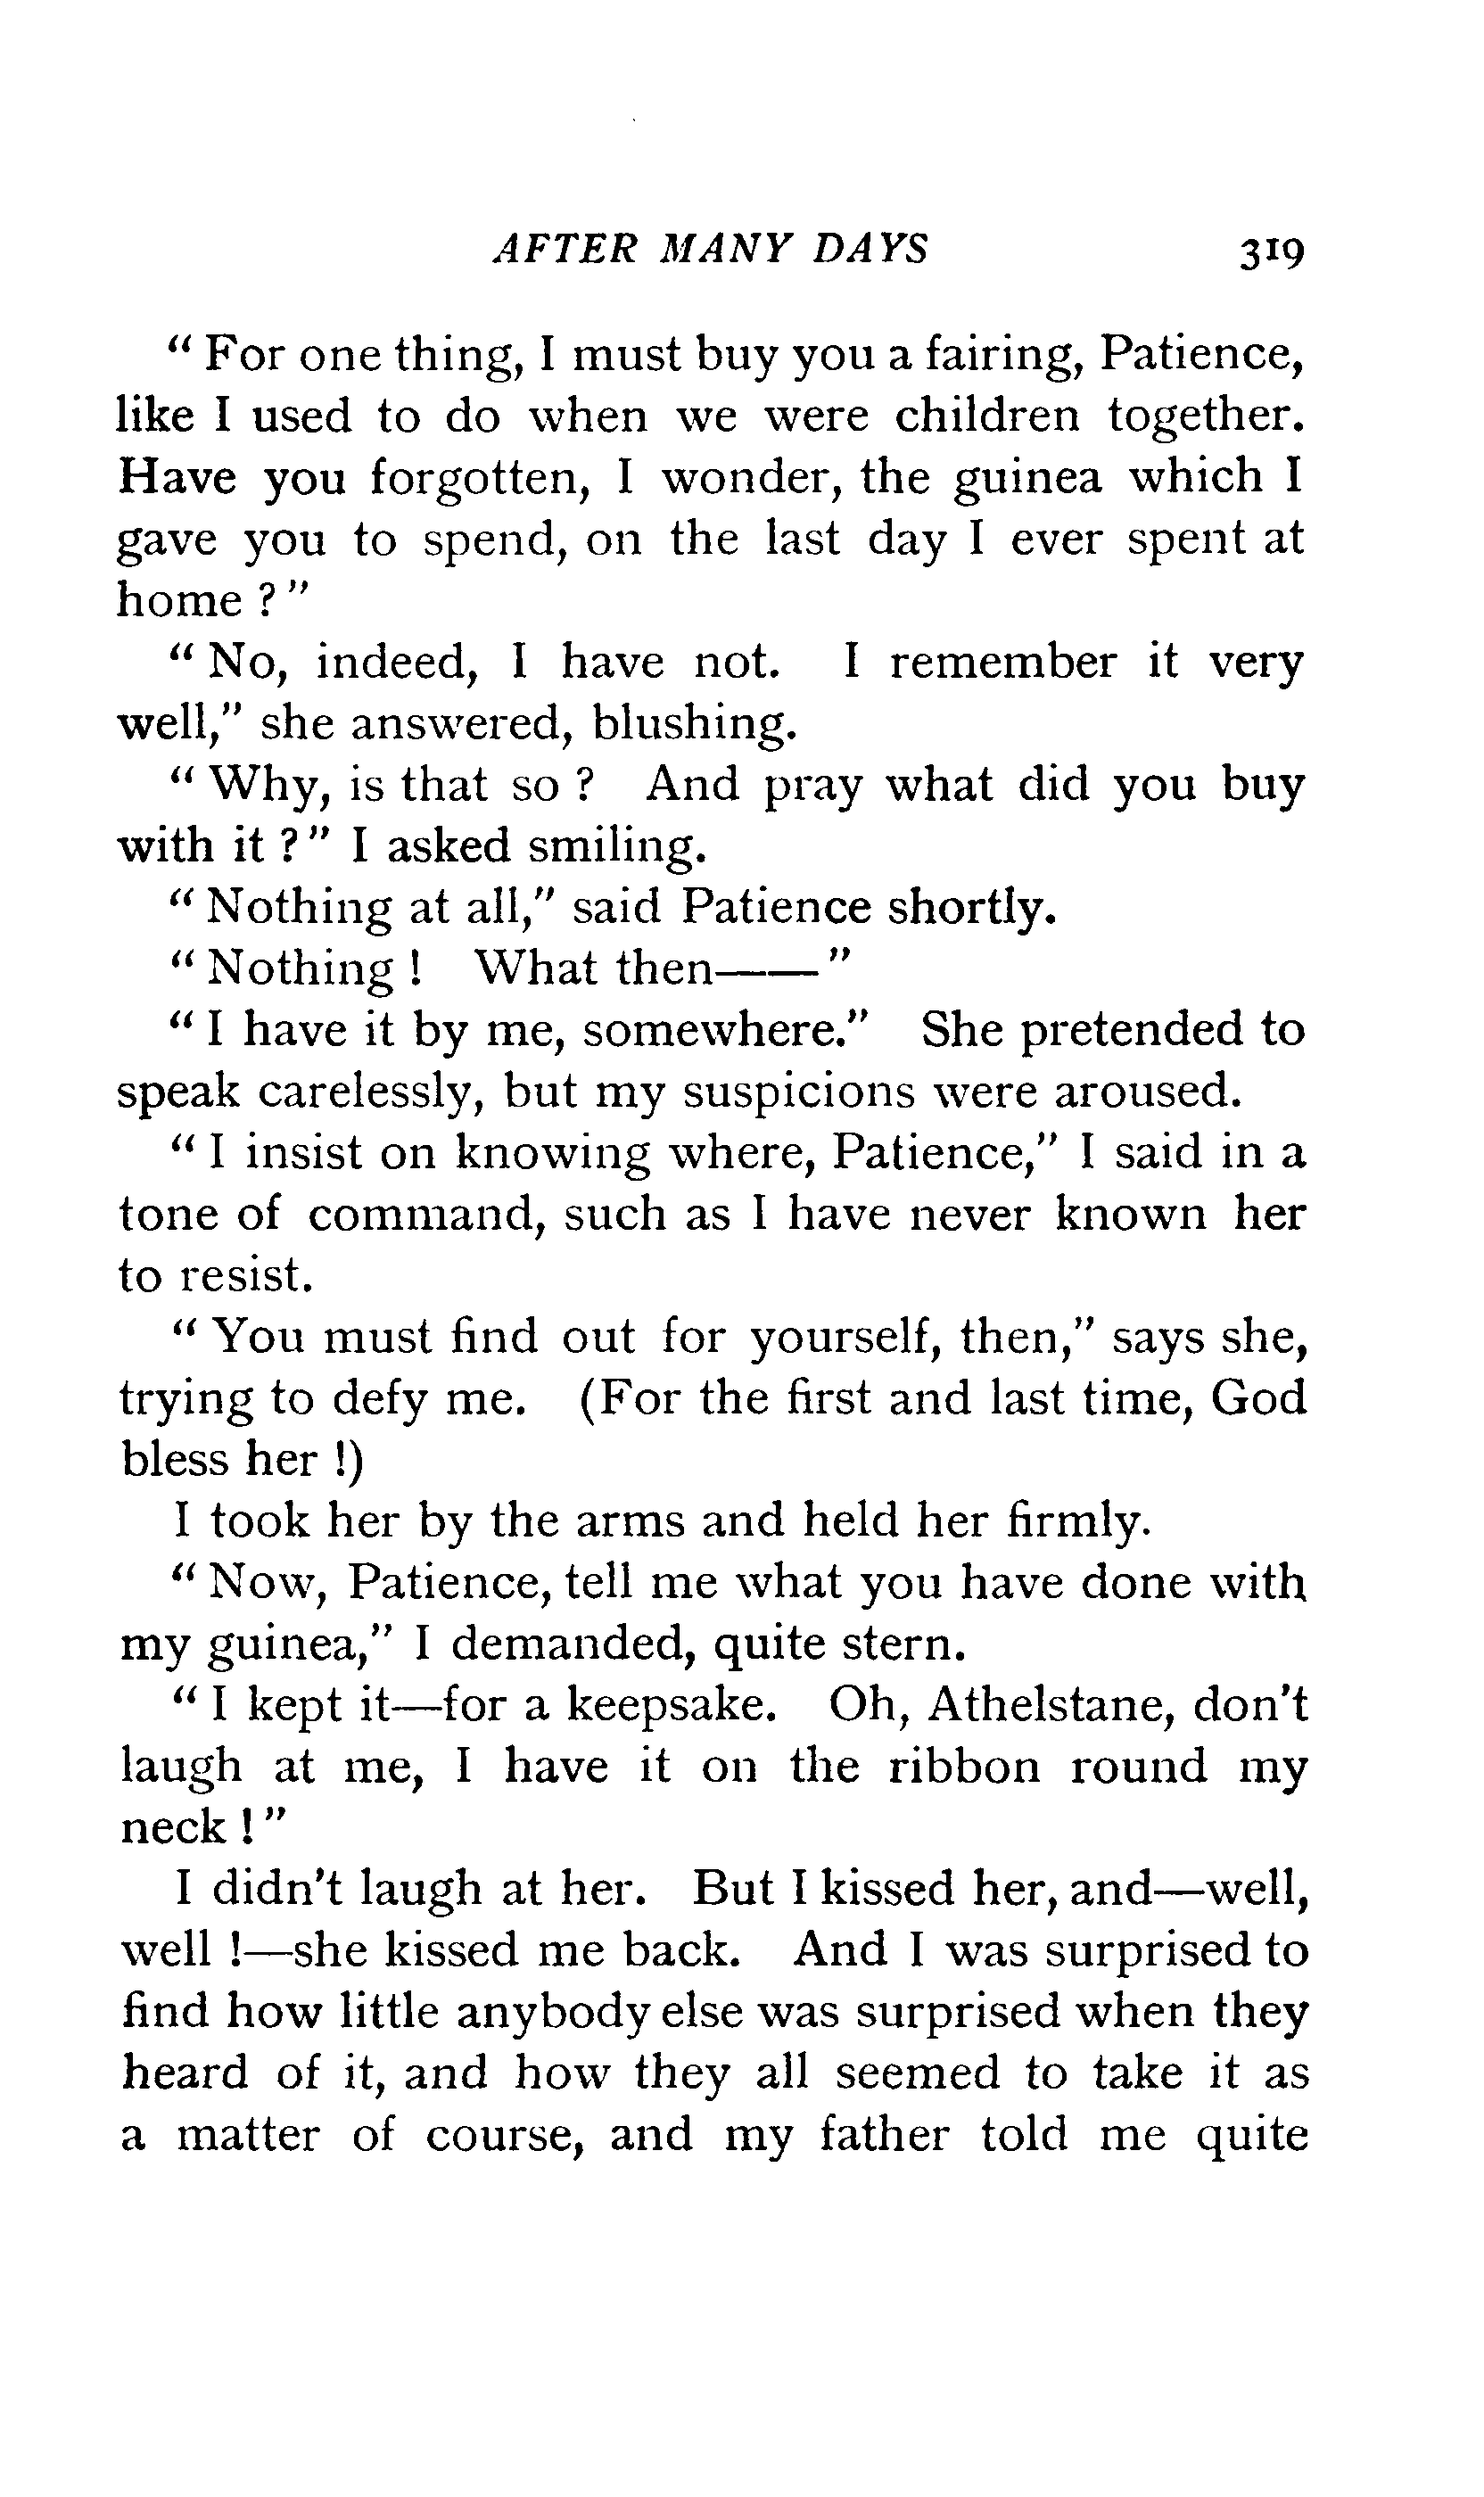 AFTER MANY DAYS 319
" For one thing, I must buy you a fairing, Patience,
like I used to do when we were children together.
Have you forgotten, I wonder, the guinea which I
gave you to spend, on the last day I ever spent at
home ? "
" No, indeed, I have not. I remember it very
well," she answered, blushing.
" Why, is that so ? And pray what did you buy
with it ? " I asked smiling.
" Nothing at all," said Patience shortly.
" Nothing ! What then—— "
" I have it by me, somewhere." She pretended to
speak carelessly, but my suspicions were aroused.
" I insist on knowing where, Patience," I said in a
tone of command, such as I have never known her
to resist.
" You must find out for yourself, then," says she,
trying to defy me. (For the first and last time, God
bless her !)
I took her by the arms and held her firmly.
" Now, Patience, tell me what you have done with
my guinea," I demanded, quite stern.
" I kept it—for a keepsake. Oh, Athelstane, don't
laugh at me, I have it on the ribbon round my
neck ! "
I didn't laugh at her. But I kissed her, and—well,
well !—she kissed me back. And I was surprised to
find how little anybody else was surprised when they
heard of it, and how they all seemed to take it as
a matter of course, and my father told me quite